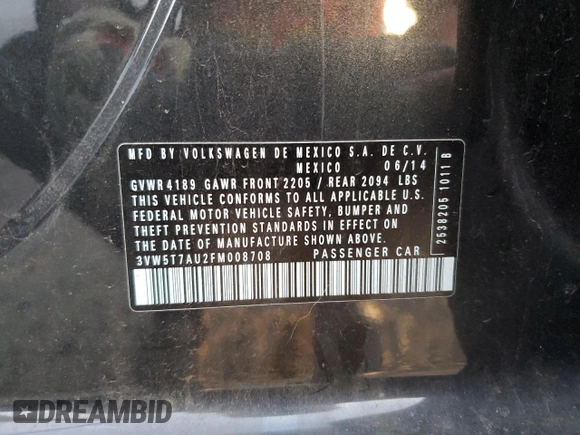 MFD BY VOLKSWAGEN DE MEXICO S.A. DE C.V.
MEXICO 06/14
GVWR 4189 GAWR FRONT 2205 / REAR 2094 LBS
THIS VEHICLE CONFORMS TO ALL APPLICABLE U.S.
FEDERAL MOTOR VEHICLE SAFETY, BUMPER AND
THEFT PREVENTION STANDARDS IN EFFECT ON
THE DATE OF MANUFACTURE SHOWN ABOVE.
3VW5T7AU2FM008708 PASSENGER CAR
2538205 1011 B
DREAMBID